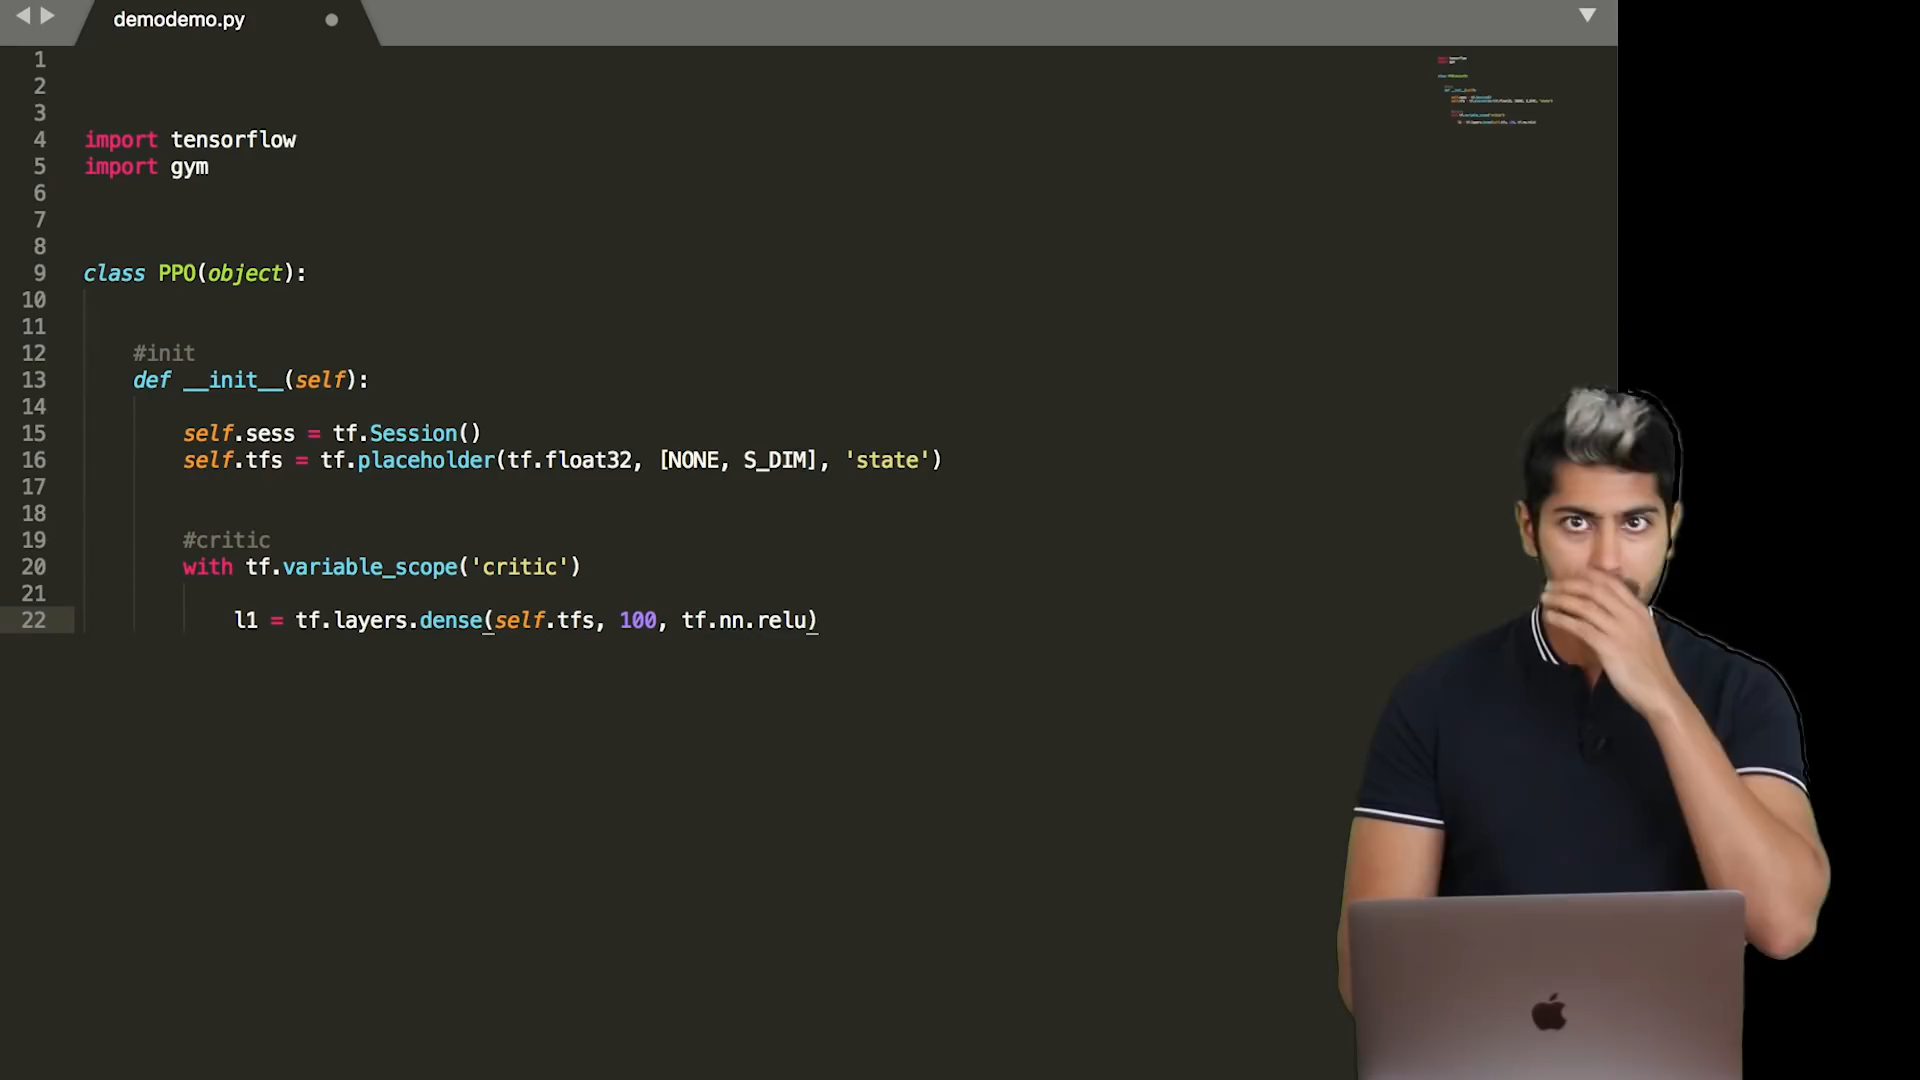 demodemo.py
1
2
3
4 import tensorflow
5 import gym
6
7
8
9 class PPO(object):
10
11
12 #init
13 def __init__(self):
14
15 self.sess = tf.Session()
16 self.tfs = tf.placeholder(tf.float32, [NONE, S_DIM], 'state')
17
18
19 #critic
20 with tf.variable_scope('critic')
21
22 l1 = tf.layers.dense(self.tfs, 100, tf.nn.relu)